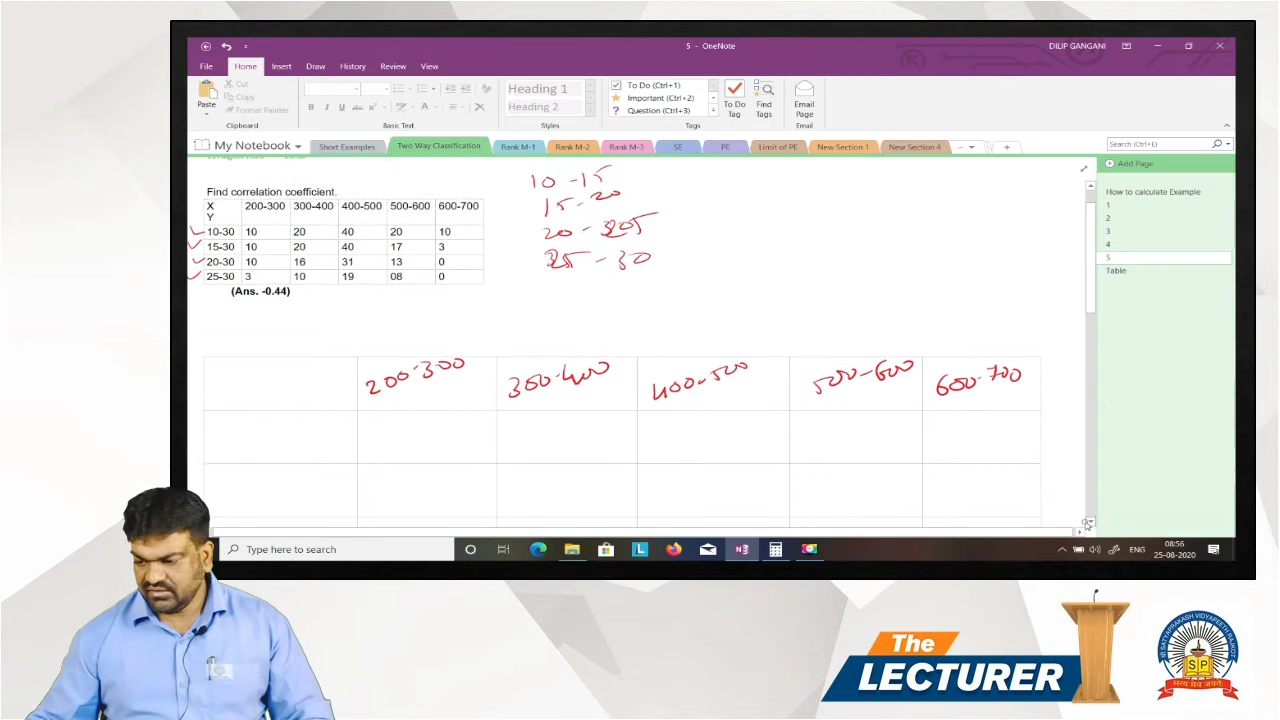 5 - OneNote
DILIP GANGANI
File Home Insert Draw History Review View
Cut
Copy
Format Painter
Paste
Clipboard
B I U abc x²
Basic Text
Heading 1
Heading 2
Styles
To Do (Ctrl+1)
Important (Ctrl+2)
? Question (Ctrl+3)
To Do Tag
Find Tags
Tags
Email Page
Email
My Notebook Short Examples Two Way Classification Rank M-1 Rank M-2 Rank M-3 SE PE Limit of PE New Section 1 New Section 4
Search (Ctrl+E)
Add Page
How to calculate Example
1
2
3
4
5
Table
Find correlation coefficient.
X 200-300 300-400 400-500 500-600 600-700
Y
10-30 10 20 40 20 10
15-30 10 20 40 17 3
20-30 10 16 31 13 0
25-30 3 10 19 08 0
(Ans. -0.44)
10 - 15
15 - 20
20 - 25
25 - 30
200-300 300-400 400-500 500-600 600-700
Type here to search
ENG
08:56
25-08-2020
The
LECTURER
SP
सत्यमेव जयते